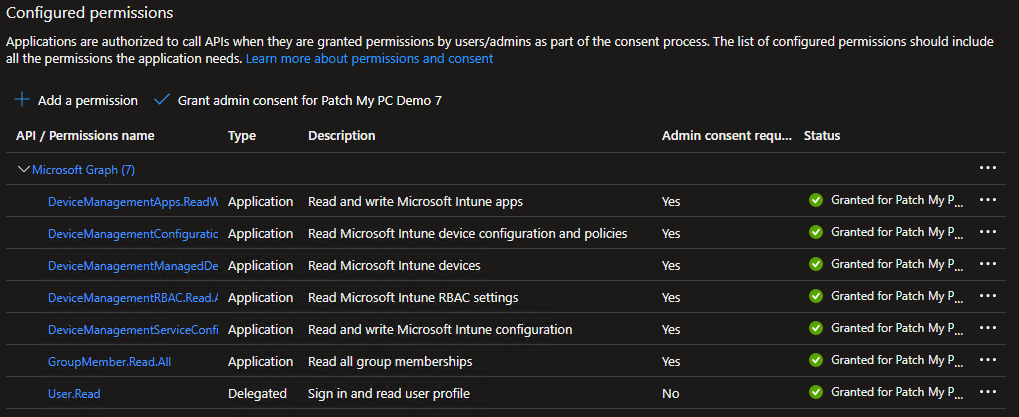 Configured permissions
Applications are authorized to call APIs when they are granted permissions by users/admins as part of the consent process. The list of configured permissions should include
all the permissions the application needs. Learn more about permissions and consent
Add a permission Grant admin consent for Patch My PC Demo 7
API / Permissions name Type Description Admin consent requ... Status
Microsoft Graph (7) ...
DeviceManagementApps.ReadW Application Read and write Microsoft Intune apps Yes Granted for Patch My P... ...
DeviceManagementConfiguratic Application Read Microsoft Intune device configuration and policies Yes Granted for Patch My P... ...
DeviceManagementManagedDe Application Read Microsoft Intune devices Yes Granted for Patch My P... ...
DeviceManagementRBAC.Read.A Application Read Microsoft Intune RBAC settings Yes Granted for Patch My P... ...
DeviceManagementServiceConfi Application Read and write Microsoft Intune configuration Yes Granted for Patch My P... ...
GroupMember.Read.All Application Read all group memberships Yes Granted for Patch My P... ...
User.Read Delegated Sign in and read user profile No Granted for Patch My P... ...